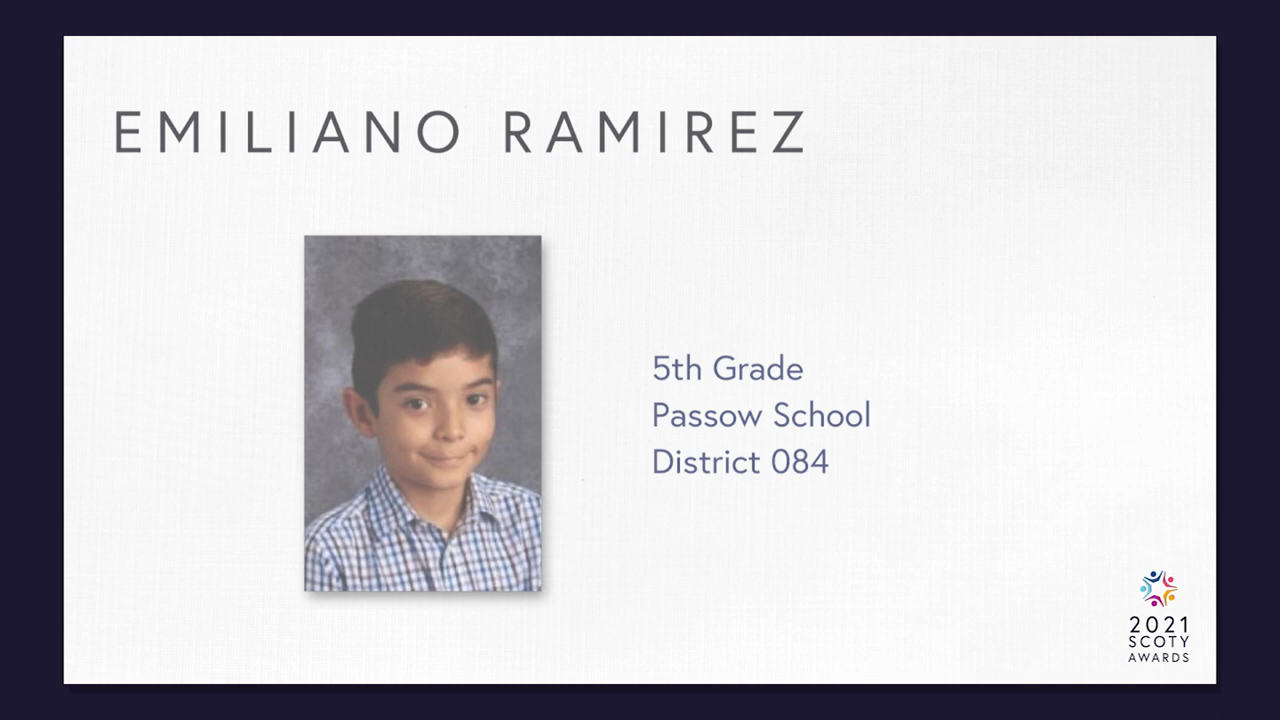 EMILIANO RAMIREZ
5th Grade
Passow School
District 084
2021
SCOTY
AWARDS